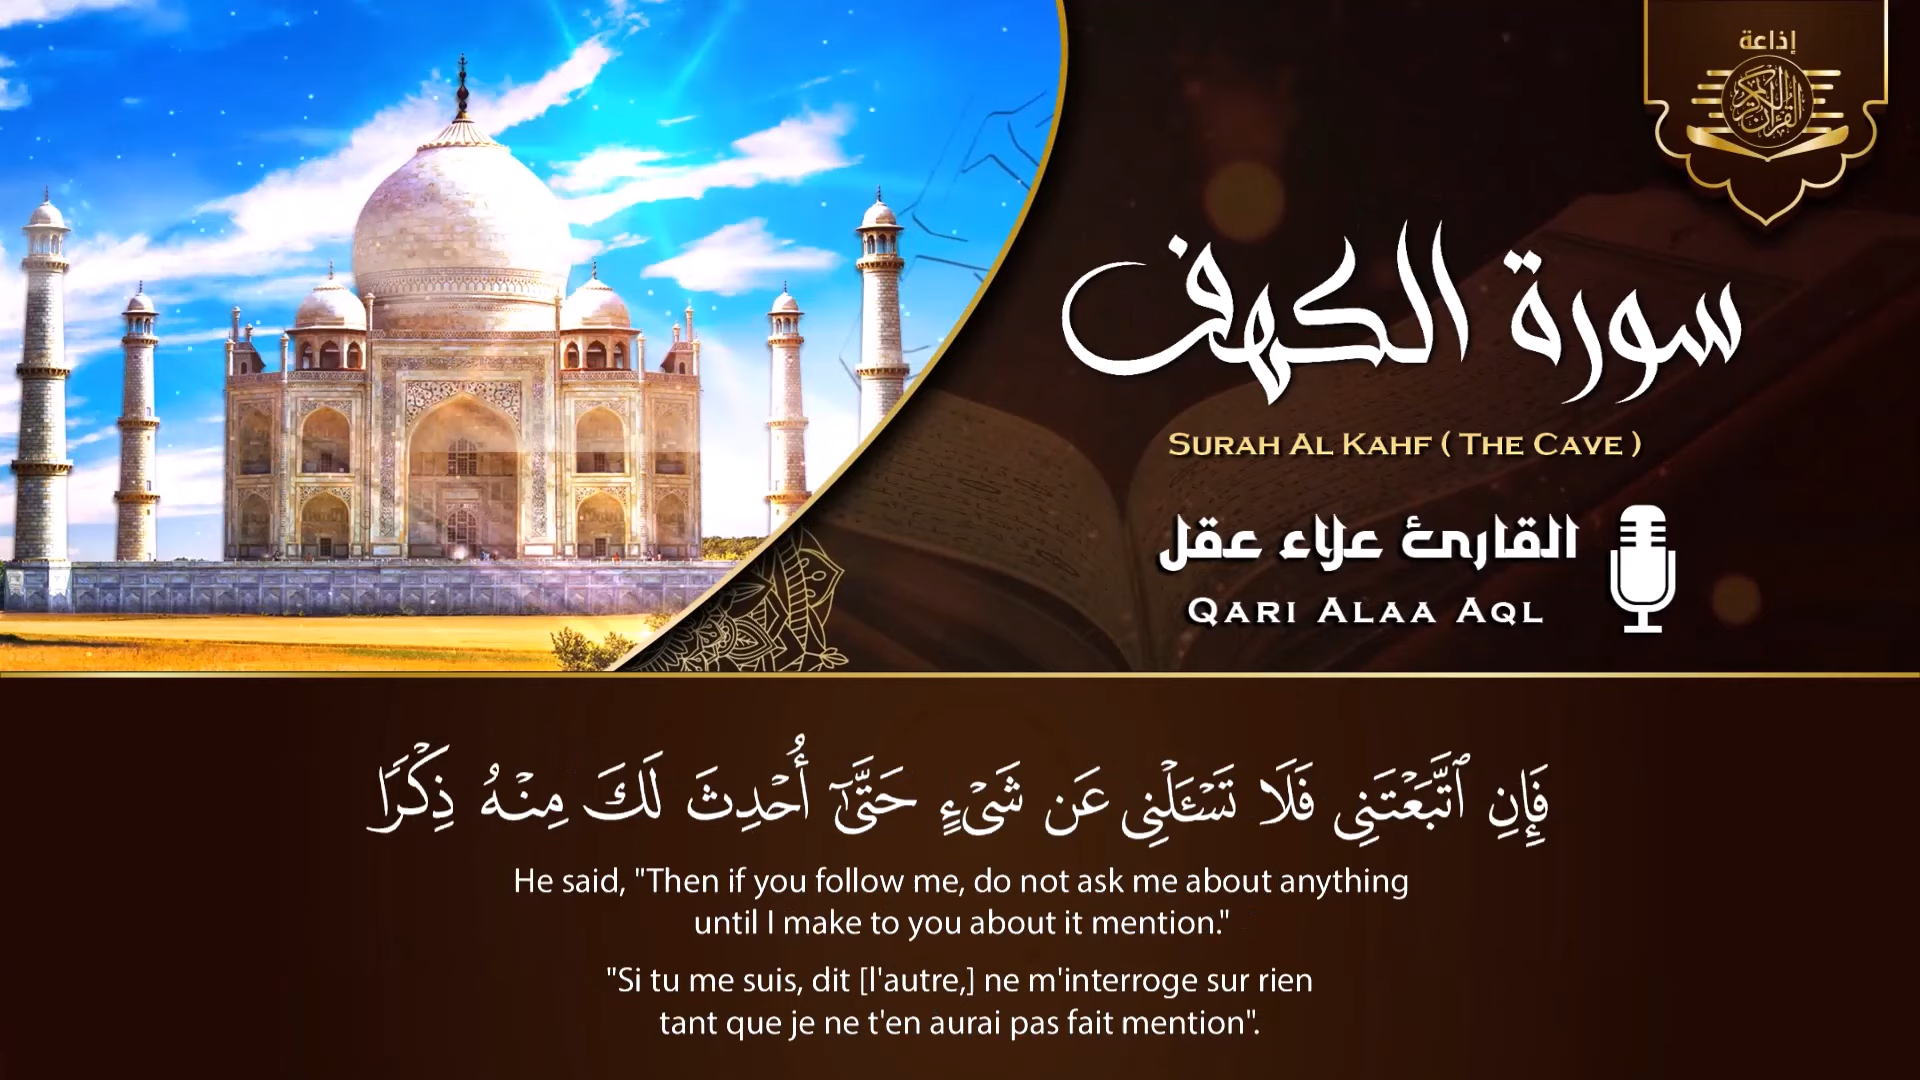 إذاعة
القرآن الكريم
سورة الكهف
SURAH AL KAHF ( THE CAVE )
القارئ علاء عقل
QARI ALAA AQL
فَإِنِ ٱتَّبَعْتَنِى فَلَا تَسْـَٔلْنِى عَن شَىْءٍ حَتَّىٰٓ أُحْدِثَ لَكَ مِنْهُ ذِكْرًا
He said, "Then if you follow me, do not ask me about anything
until I make to you about it mention."
"Si tu me suis, dit [l'autre,] ne m'interroge sur rien
tant que je ne t'en aurai pas fait mention".